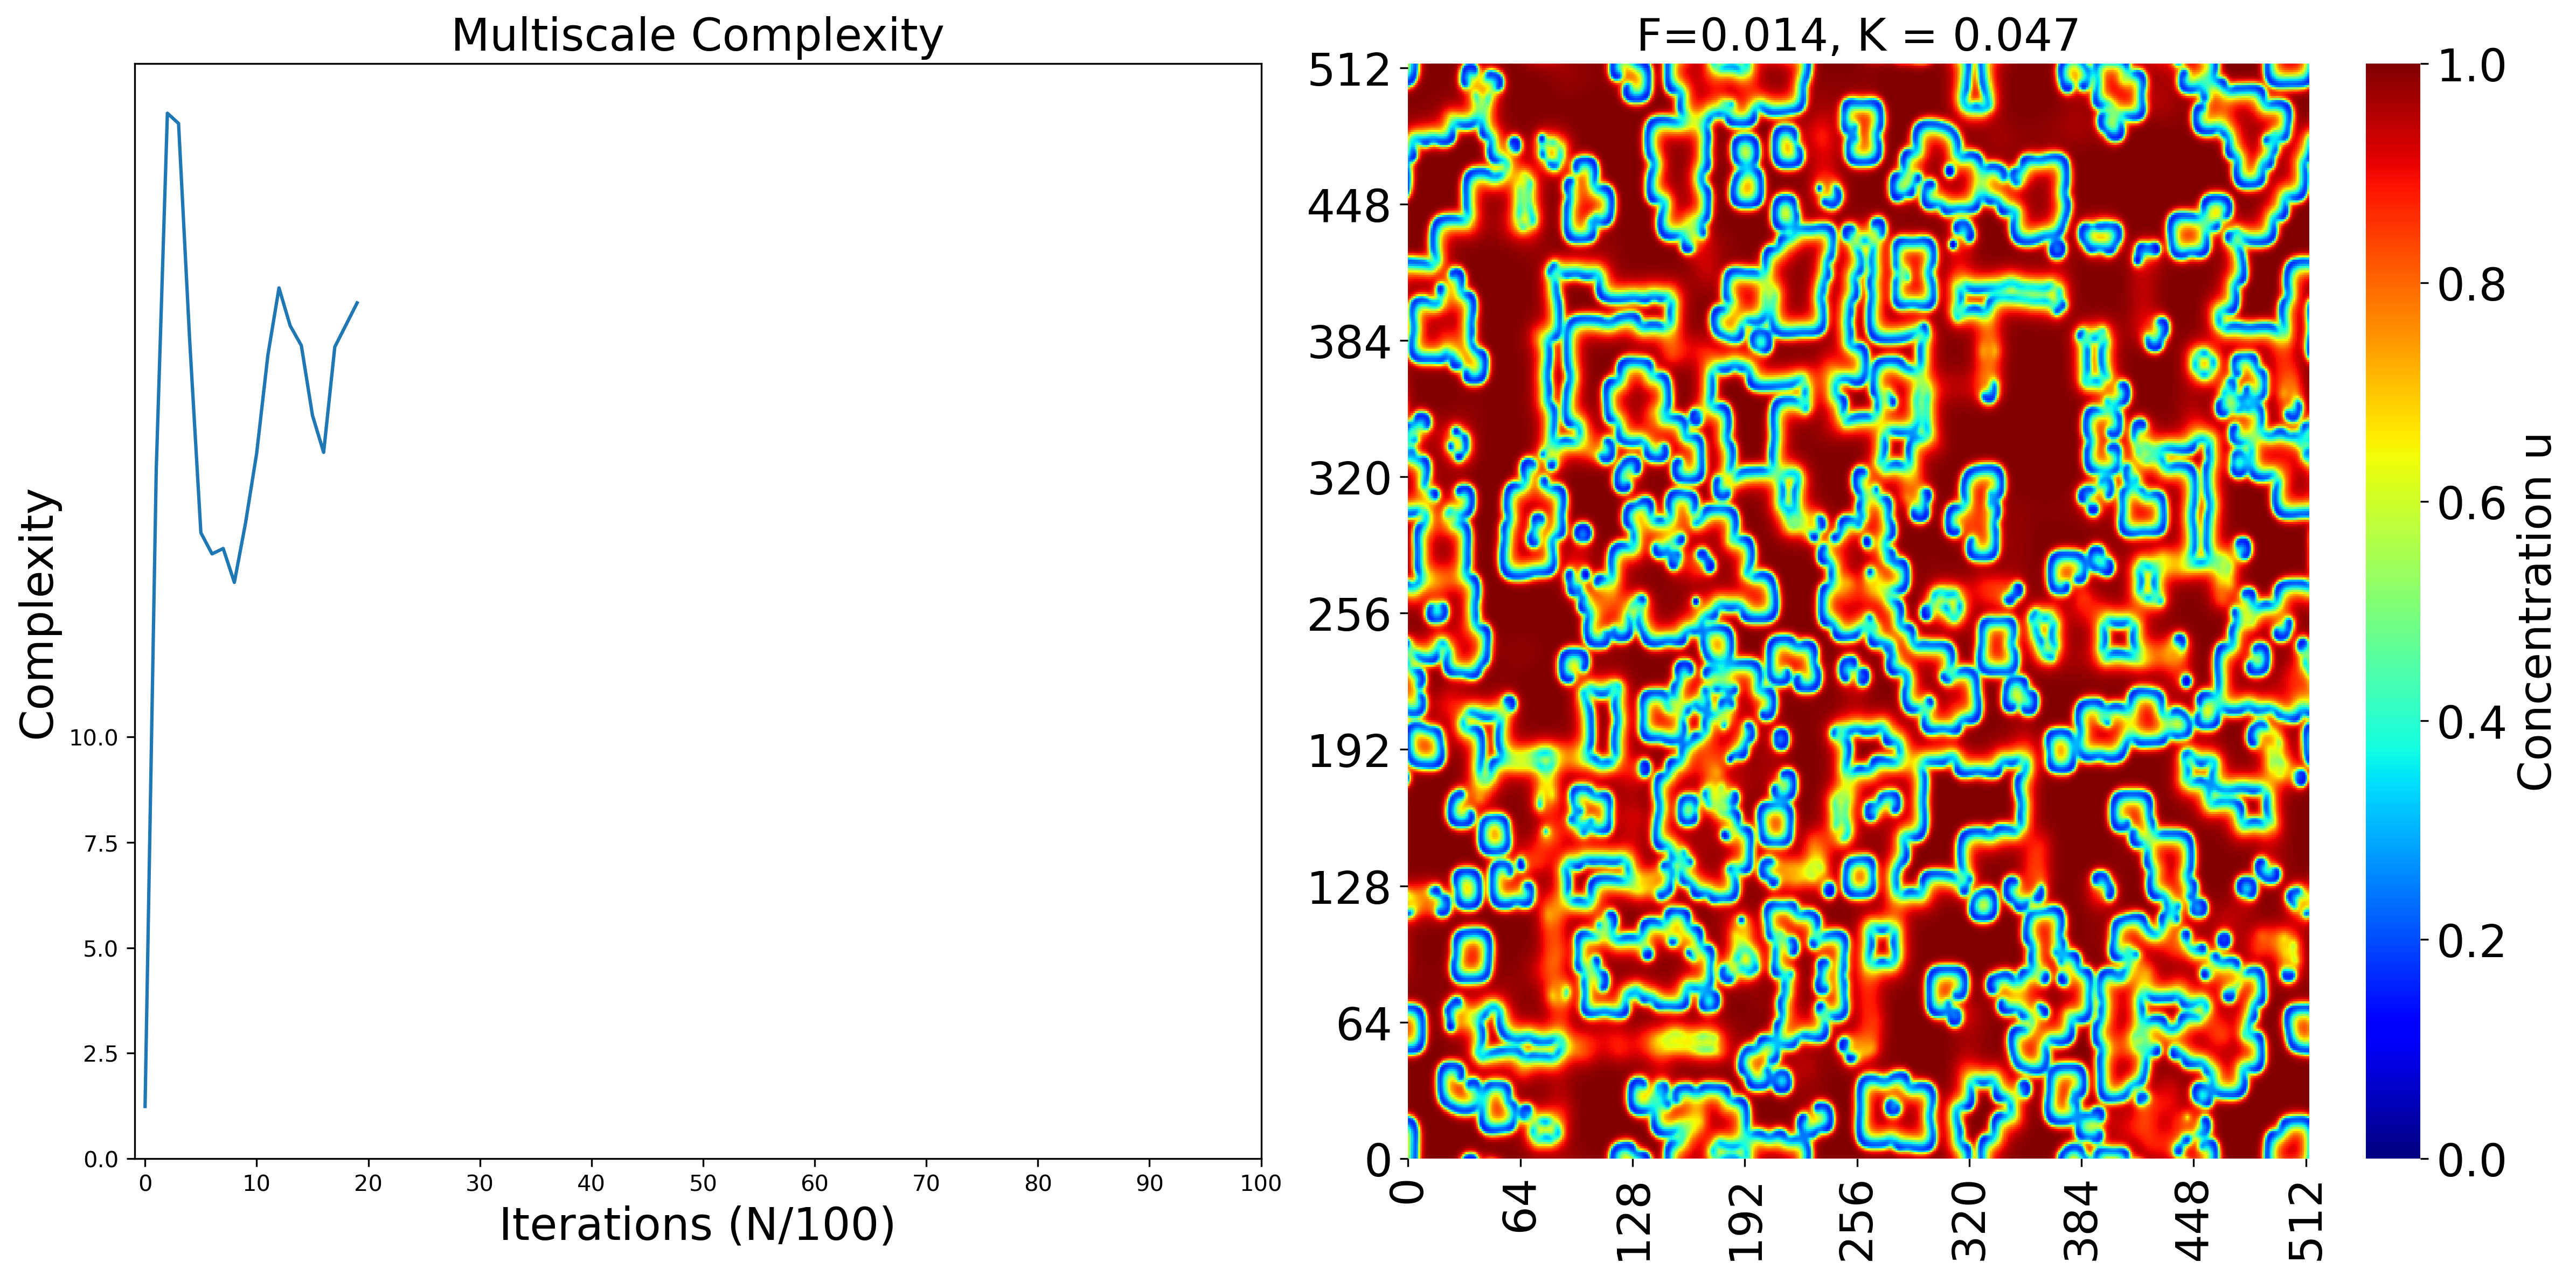 Multiscale Complexity
Complexity
10.0
7.5
5.0
2.5
0.0
0 10 20 30 40 50 60 70 80 90 100
Iterations (N/100)
F=0.014, K = 0.047
512
448
384
320
256
192
128
64
0
0 64 128 192 256 320 384 448 512
1.0
0.8
0.6
0.4
0.2
0.0
Concentration u